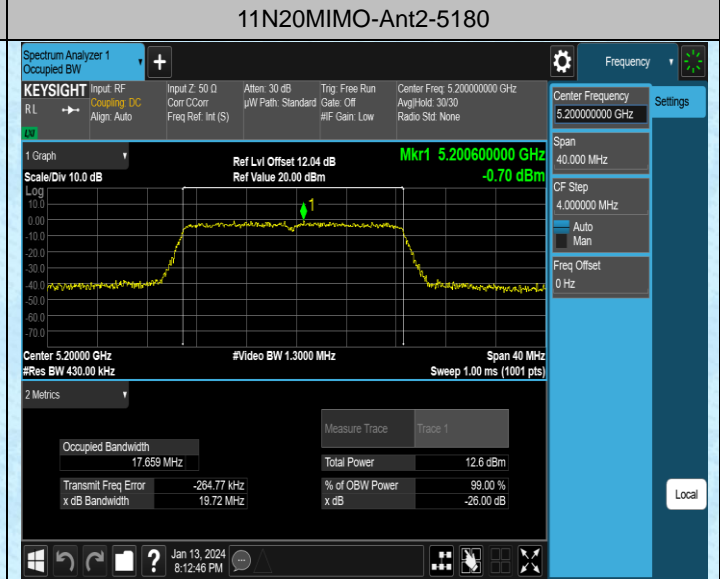 11N20MIMO-Ant2-5180
Spectrum Analyzer 1
Occupied BW
+
Frequency
KEYSIGHT
R L
Input: RF
Coupling: DC
Align: Auto
Input Z: 50 Ω
Corr CCorr
Freq Ref: Int (S)
Atten: 30 dB
µW Path: Standard
Trig: Free Run
Gate: Off
#IF Gain: Low
Center Freq: 5.200000000 GHz
Avg|Hold: 30/30
Radio Std: None
Center Frequency
5.200000000 GHz
Settings
Span
40.000 MHz
CF Step
4.000000 MHz
Auto
Man
Freq Offset
0 Hz
1 Graph
Scale/Div 10.0 dB
Ref Lvl Offset 12.04 dB
Ref Value 20.00 dBm
Mkr1 5.200600000 GHz
-0.70 dBm
Log
10.0
0.00
-10.0
-20.0
-30.0
-40.0
-50.0
-60.0
-70.0
1
Center 5.20000 GHz
#Res BW 430.00 kHz
#Video BW 1.3000 MHz
Span 40 MHz
Sweep 1.00 ms (1001 pts)
2 Metrics
Measure Trace
Trace 1
Occupied Bandwidth
17.659 MHz
Total Power
12.6 dBm
Transmit Freq Error
-264.77 kHz
% of OBW Power
99.00 %
x dB Bandwidth
19.72 MHz
x dB
-26.00 dB
Local
?
Jan 13, 2024
8:12:46 PM